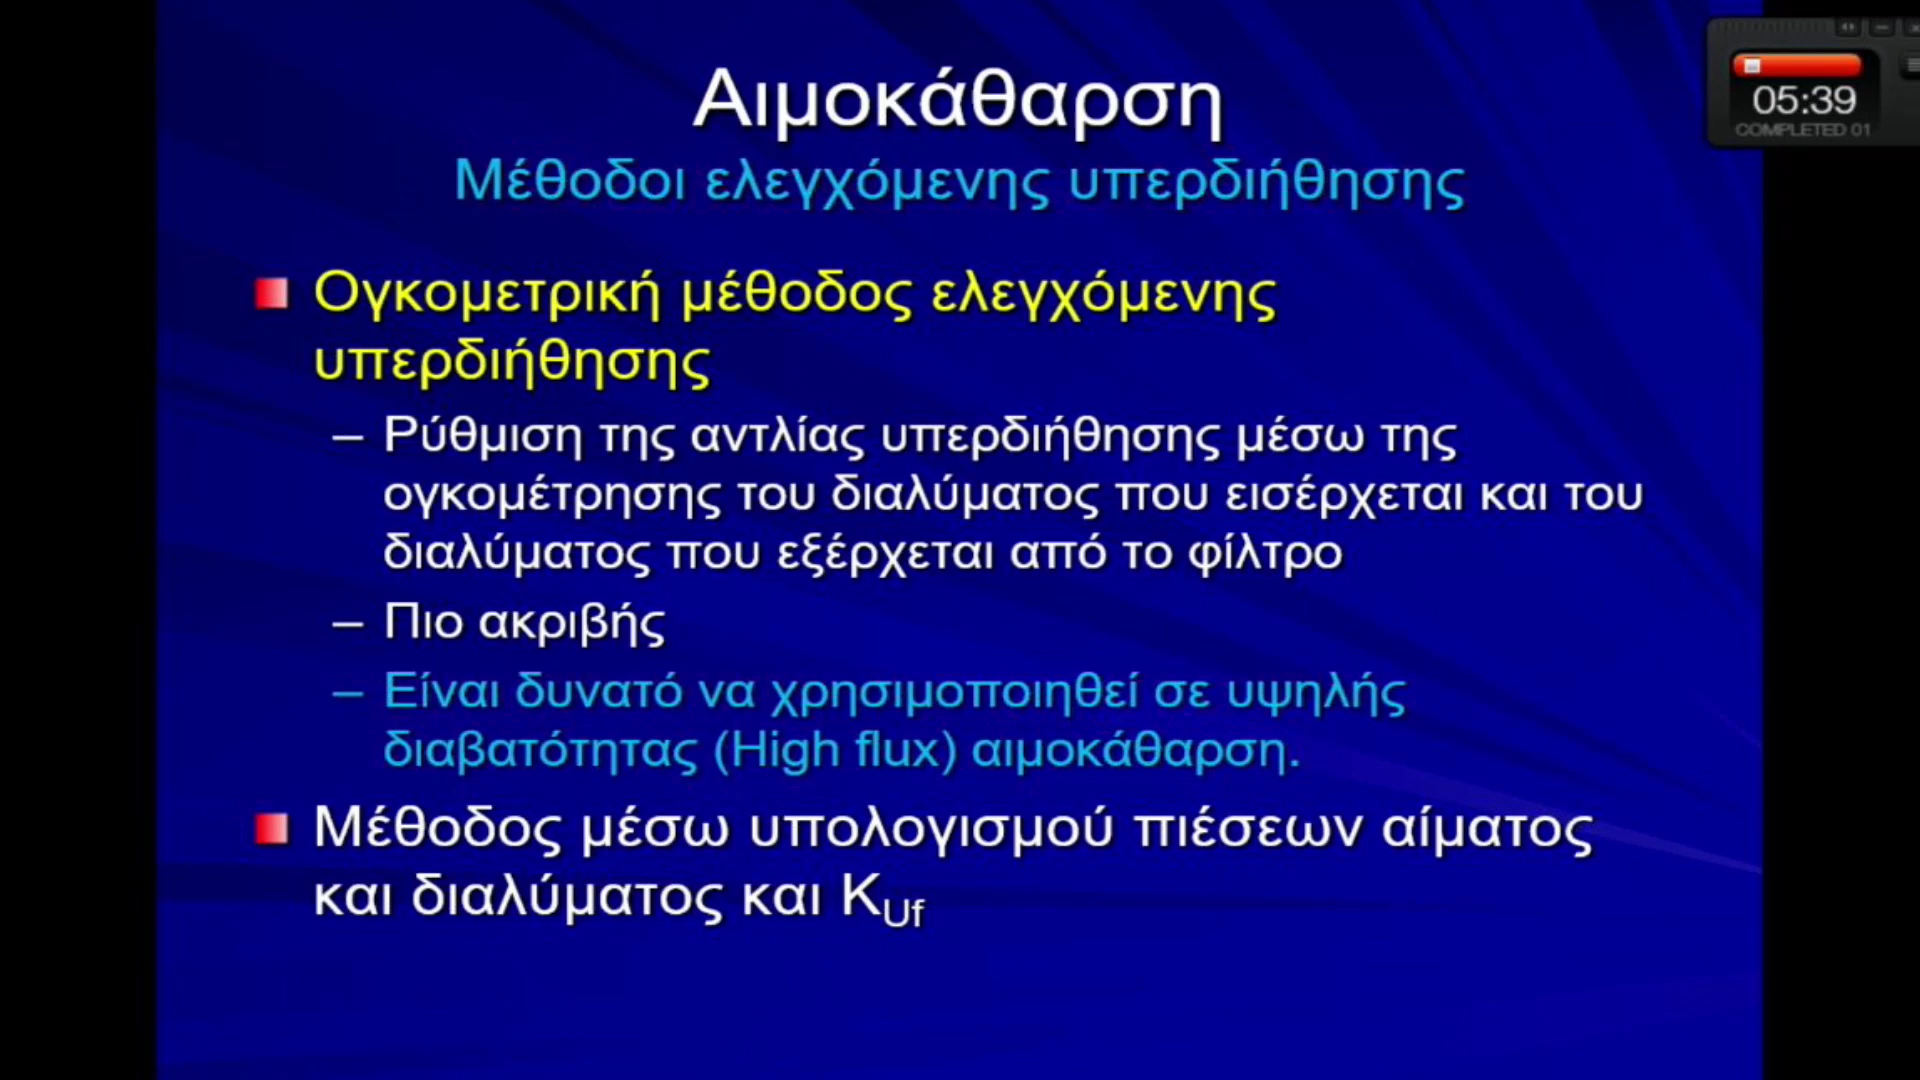 Αιμοκάθαρση
Μέθοδοι ελεγχόμενης υπερδιήθησης
Ογκομετρική μέθοδος ελεγχόμενης
υπερδιήθησης
– Ρύθμιση της αντλίας υπερδιήθησης μέσω της
ογκομέτρησης του διαλύματος που εισέρχεται και του
διαλύματος που εξέρχεται από το φίλτρο
– Πιο ακριβής
– Είναι δυνατό να χρησιμοποιηθεί σε υψηλής
διαβατότητας (High flux) αιμοκάθαρση.
Μέθοδος μέσω υπολογισμού πιέσεων αίματος
και διαλύματος και K_Uf
05:39
COMPLETED 01